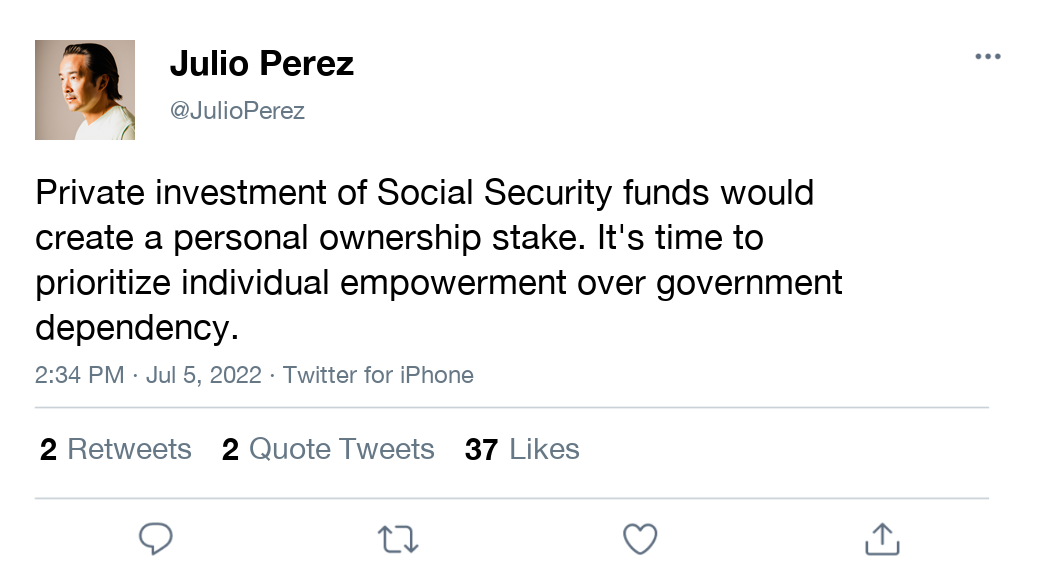 Julio Perez
@JulioPerez
Private investment of Social Security funds would
create a personal ownership stake. It's time to
prioritize individual empowerment over government
dependency.
2:34 PM · Jul 5, 2022 · Twitter for iPhone
2 Retweets 2 Quote Tweets 37 Likes